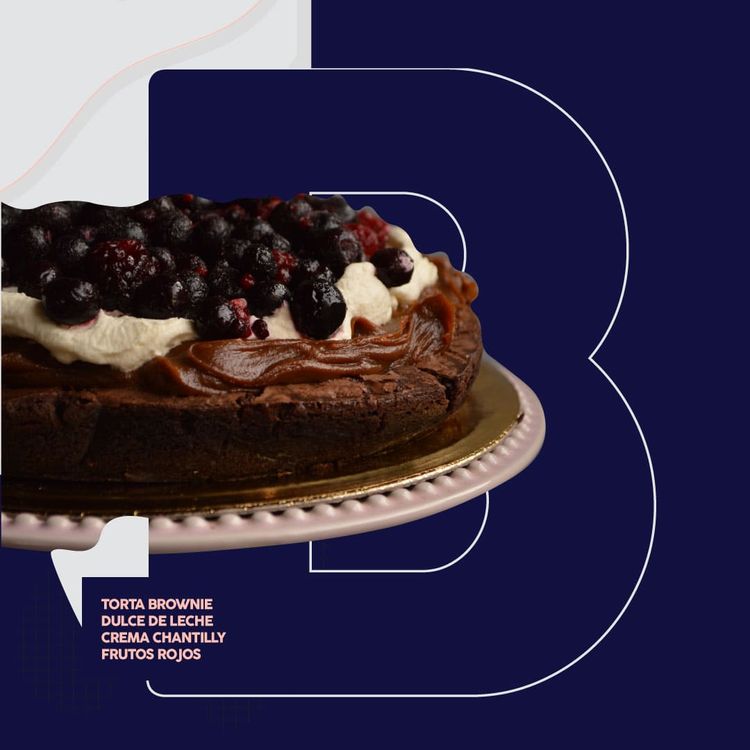 B
TORTA BROWNIE
DULCE DE LECHE
CREMA CHANTILLY
FRUTOS ROJOS